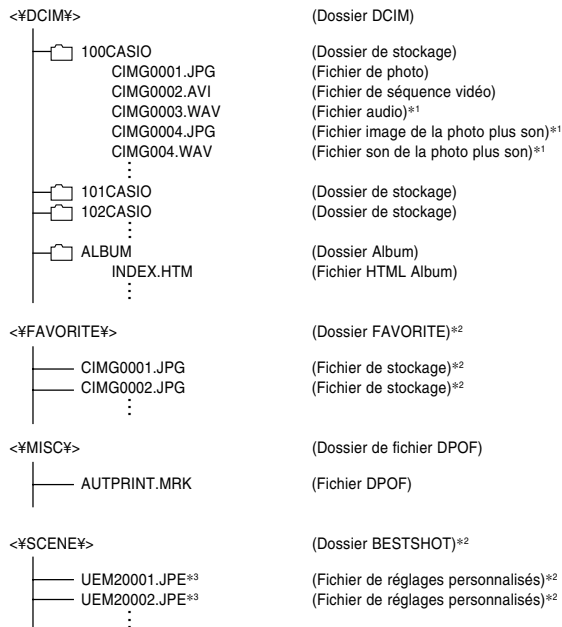 <¥DCIM¥> (Dossier DCIM)
100CASIO (Dossier de stockage)
CIMG0001.JPG (Fichier de photo)
CIMG0002.AVI (Fichier de séquence vidéo)
CIMG0003.WAV (Fichier audio)*1
CIMG0004.JPG (Fichier image de la photo plus son)*1
CIMG004.WAV (Fichier son de la photo plus son)*1
101CASIO (Dossier de stockage)
102CASIO (Dossier de stockage)
ALBUM (Dossier Album)
INDEX.HTM (Fichier HTML Album)
<¥FAVORITE¥> (Dossier FAVORITE)*2
CIMG0001.JPG (Fichier de stockage)*2
CIMG0002.JPG (Fichier de stockage)*2
<¥MISC¥> (Dossier de fichier DPOF)
AUTPRINT.MRK (Fichier DPOF)
<¥SCENE¥> (Dossier BESTSHOT)*2
UEM20001.JPE*3 (Fichier de réglages personnalisés)*2
UEM20002.JPE*3 (Fichier de réglages personnalisés)*2